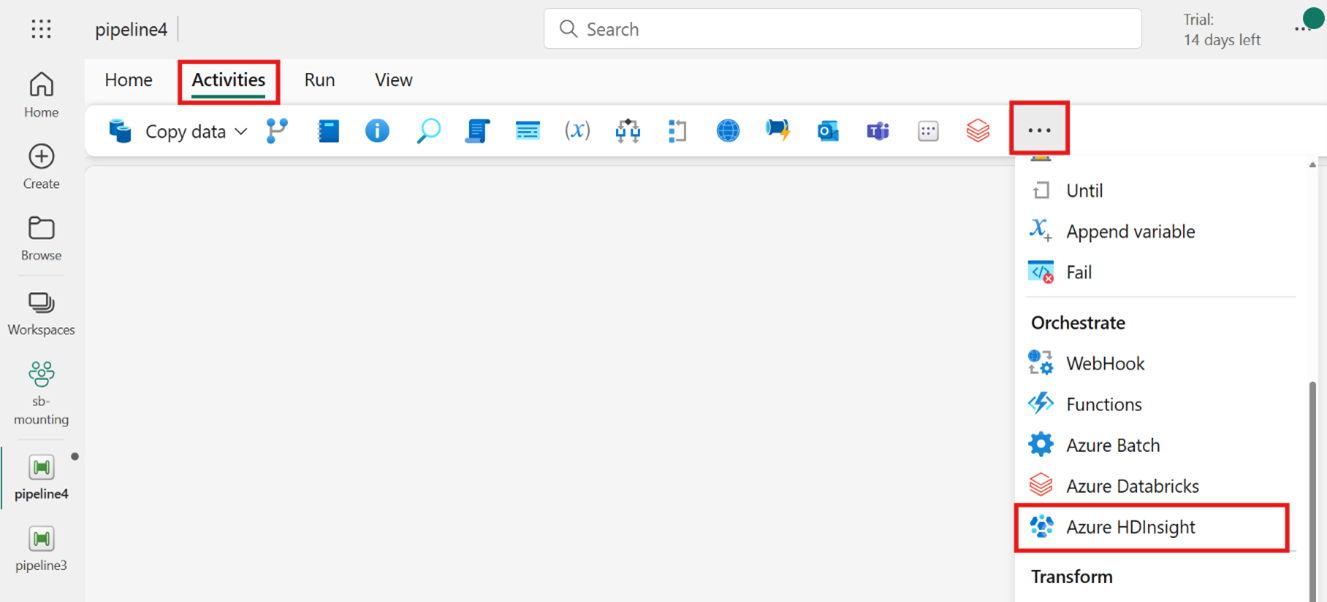 pipeline4
Search
Trial:
14 days left
Home
Activities
Run
View
Home
Create
Browse
Workspaces
sb-
mounting
pipeline4
pipeline3
Copy data
(x)
Until
Append variable
Fail
Orchestrate
WebHook
Functions
Azure Batch
Azure Databricks
Azure HDInsight
Transform